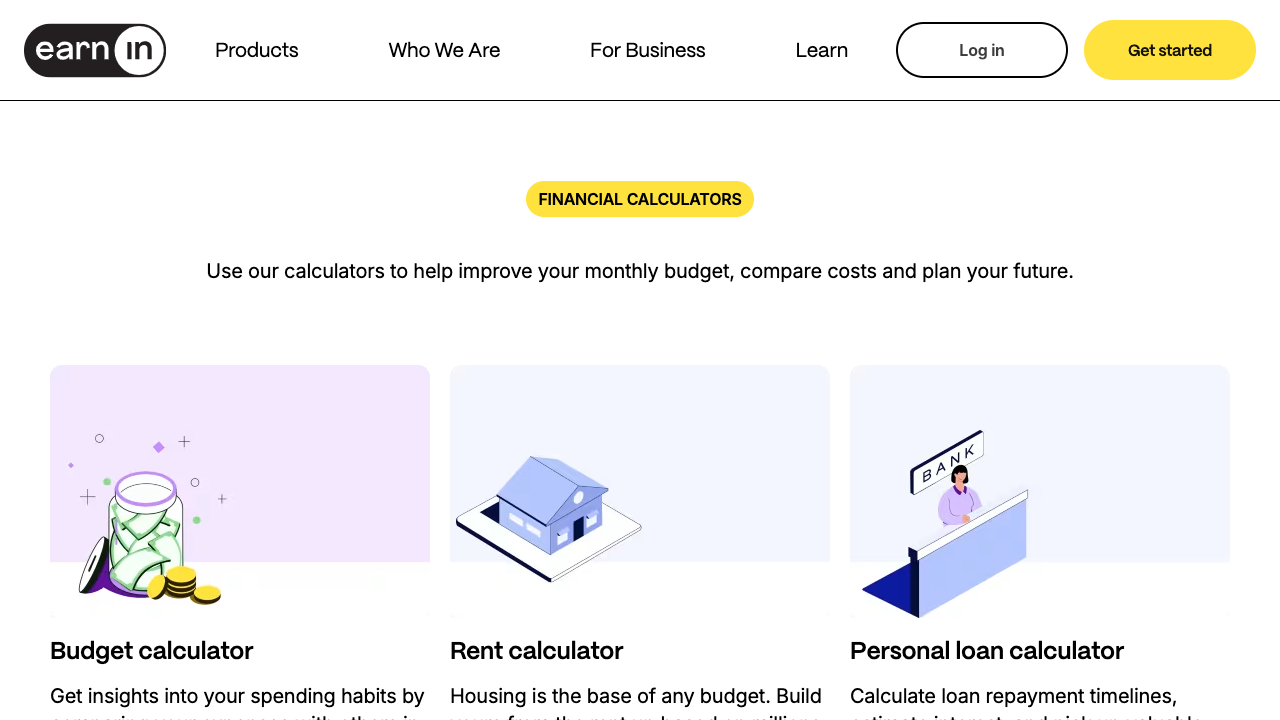 earn in
Products
Who We Are
For Business
Learn
Log in
Get started
FINANCIAL CALCULATORS
Use our calculators to help improve your monthly budget, compare costs and plan your future.
BANK
Budget calculator
Get insights into your spending habits by
Rent calculator
Housing is the base of any budget. Build
Personal loan calculator
Calculate loan repayment timelines,